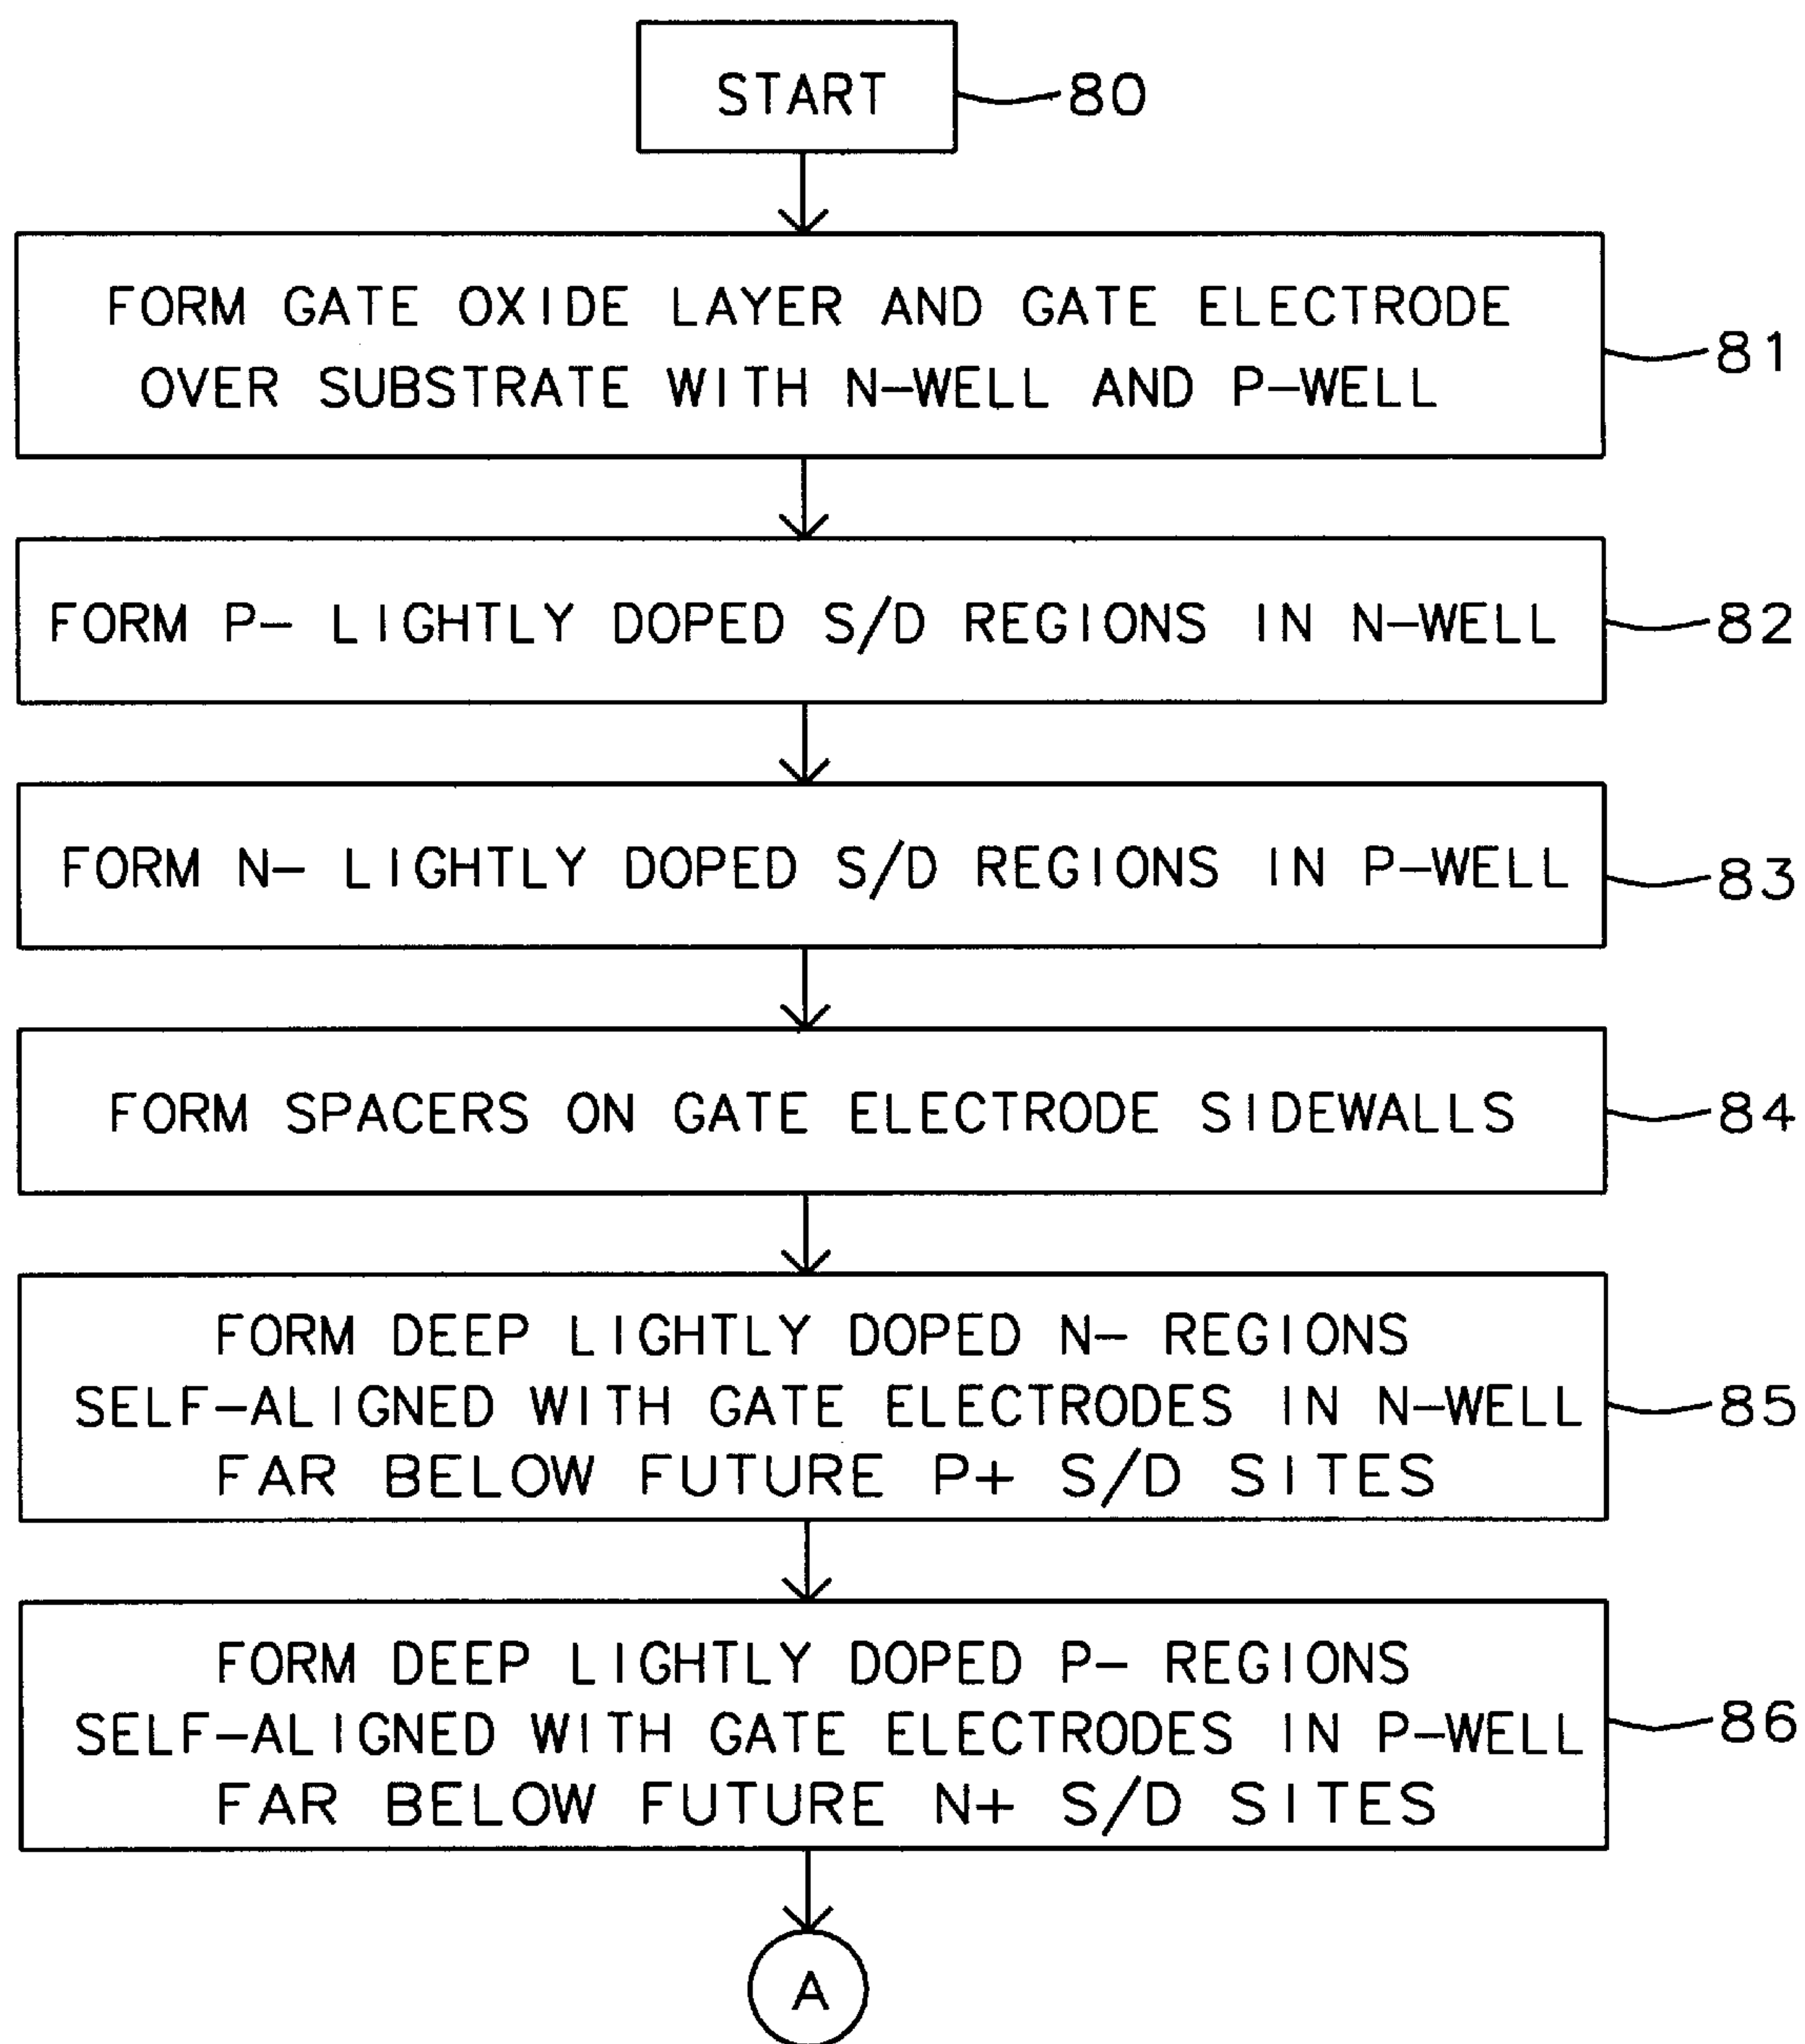 START 80
FORM GATE OXIDE LAYER AND GATE ELECTRODE
OVER SUBSTRATE WITH N-WELL AND P-WELL
81
FORM P- LIGHTLY DOPED S/D REGIONS IN N-WELL 82
FORM N- LIGHTLY DOPED S/D REGIONS IN P-WELL 83
FORM SPACERS ON GATE ELECTRODE SIDEWALLS 84
FORM DEEP LIGHTLY DOPED N- REGIONS
SELF-ALIGNED WITH GATE ELECTRODES IN N-WELL 85
FAR BELOW FUTURE P+ S/D SITES
FORM DEEP LIGHTLY DOPED P- REGIONS
SELF-ALIGNED WITH GATE ELECTRODES IN P-WELL 86
FAR BELOW FUTURE N+ S/D SITES
A